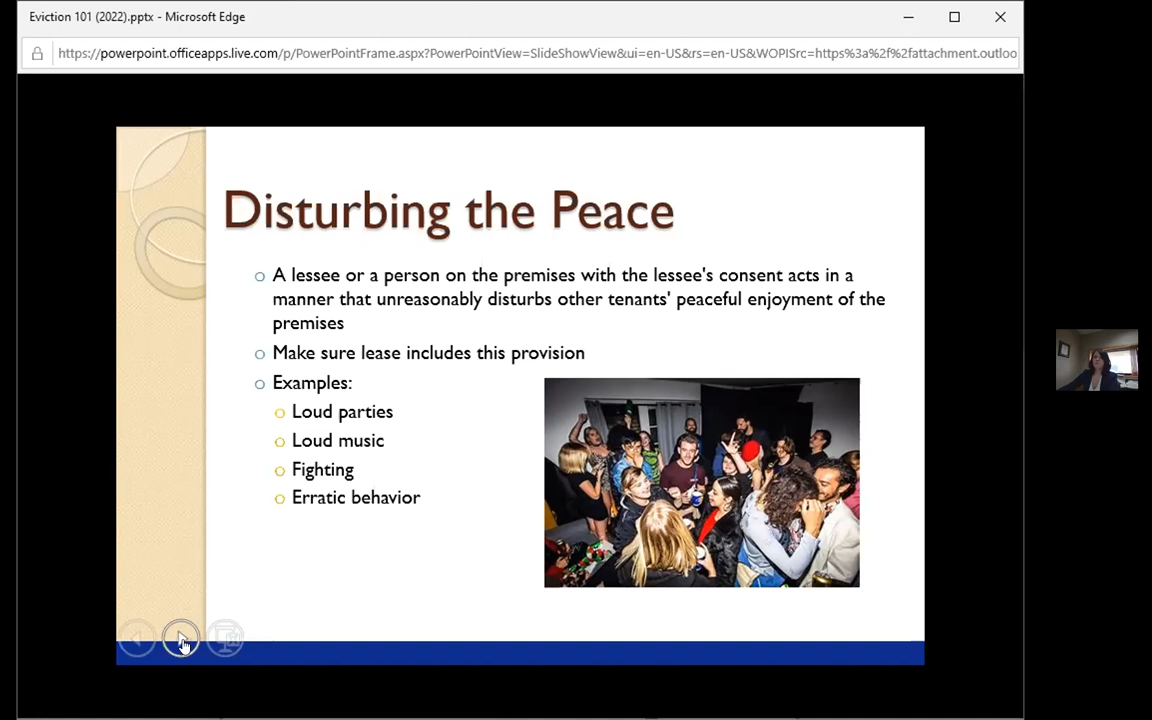 Eviction 101 (2022).pptx - Microsoft Edge
https://powerpoint.officeapps.live.com/p/PowerPointFrame.aspx?PowerPointView=SlideShowView&ui=en-US&rs=en-US&WOPISrc=https%3a%2f%2fattachment.outloo
Disturbing the Peace
A lessee or a person on the premises with the lessee's consent acts in a
manner that unreasonably disturbs other tenants' peaceful enjoyment of the
premises
Make sure lease includes this provision
Examples:
Loud parties
Loud music
Fighting
Erratic behavior